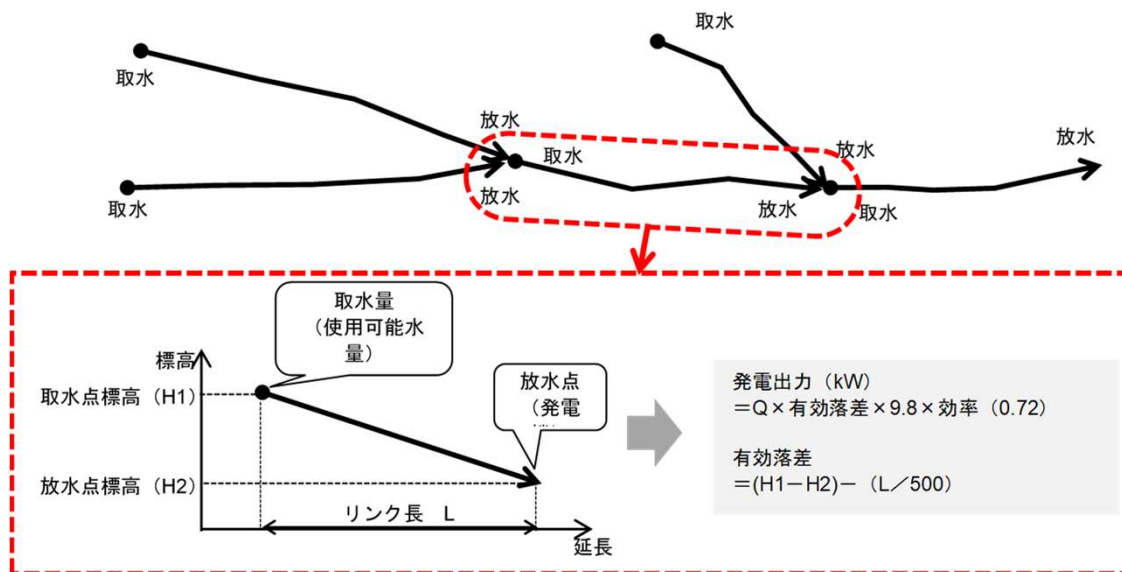 取水
取水
放水
取水
放水
放水
取水
放水
取水
放水
取水
取水量
(使用可能水
量)
標高
取水点標高(H1)
放水点
(発電
放水点標高(H2)
リンク長 L
延長
発電出力(kW)
=Q×有効落差×9.8×効率(0.72)
有効落差
=(H1-H2)-(L/500)